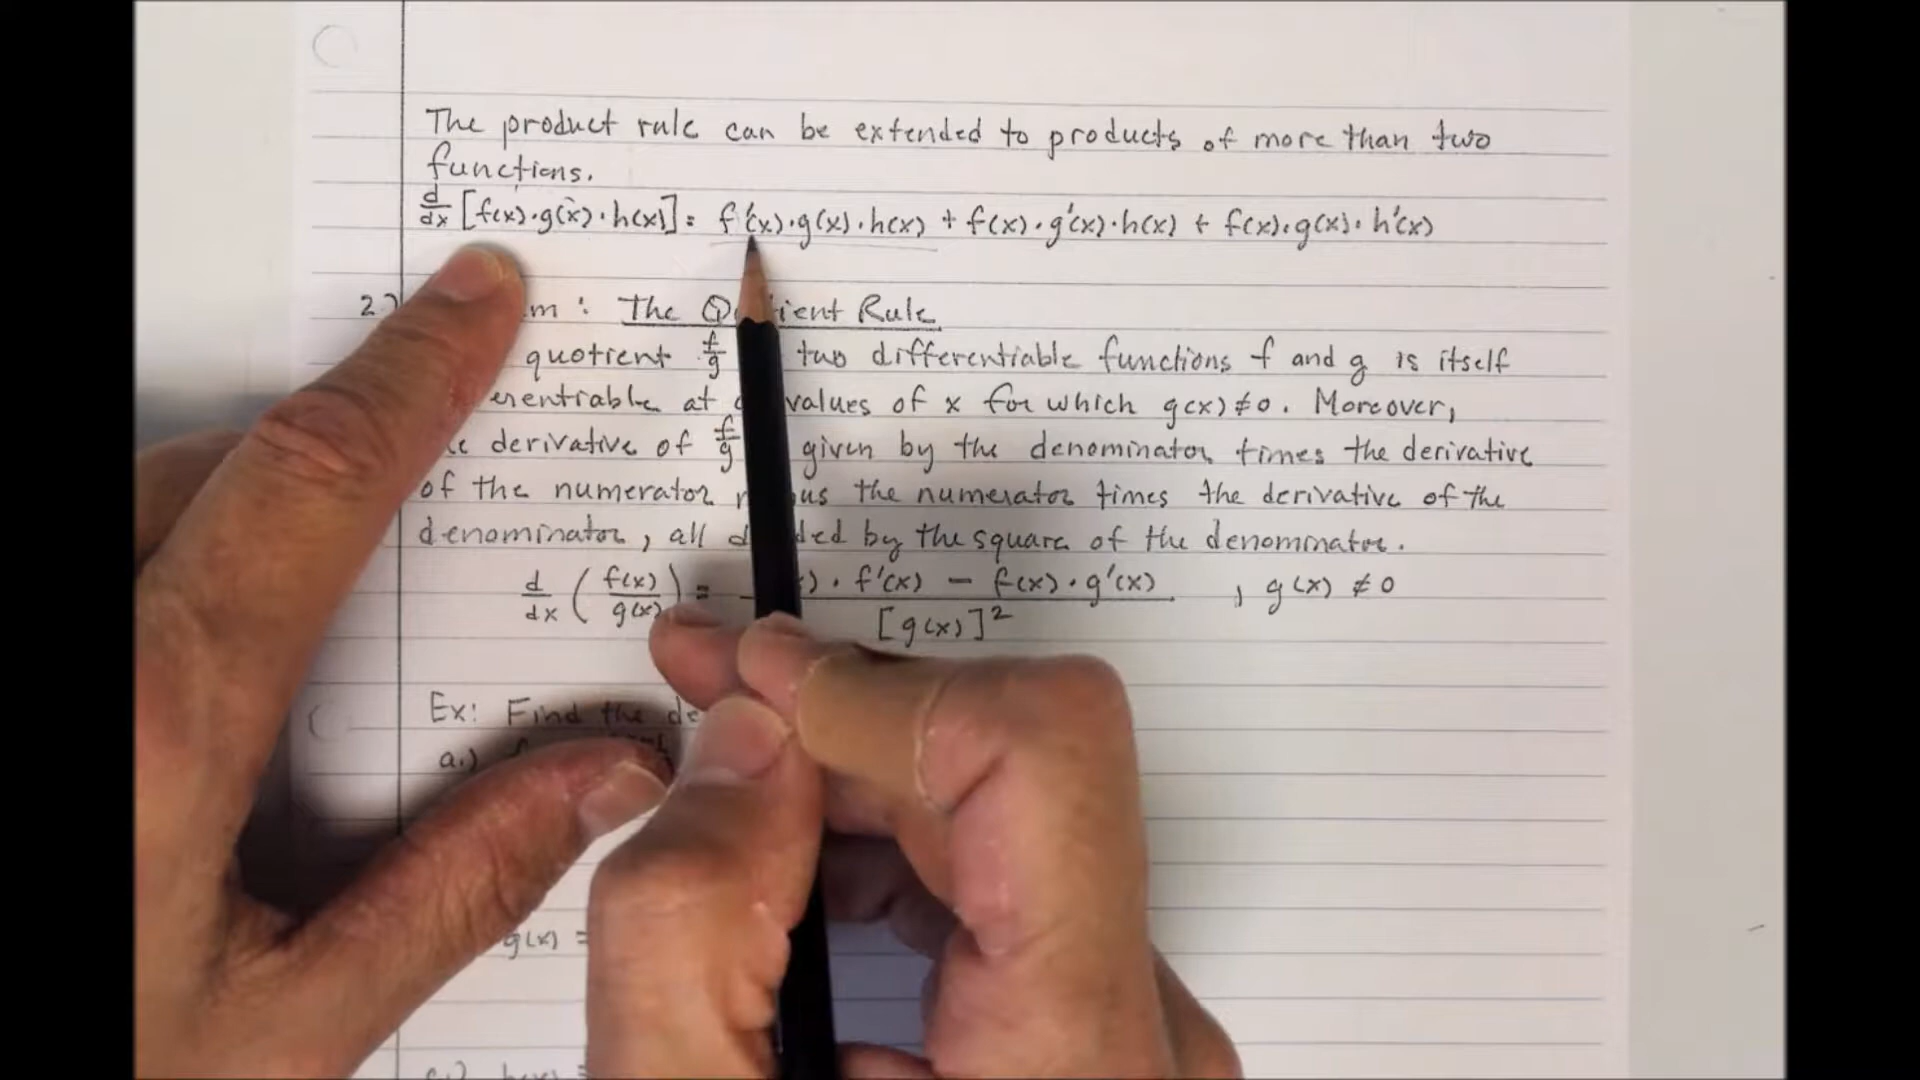 The product rule can be extended to products of more than two
functions.
d/dx [f(x)·g(x)·h(x)] = f'(x)·g(x)·h(x) + f(x)·g'(x)·h(x) + f(x)·g(x)·h'(x)
2) : The Rule
quotient f/g two differentiable functions f and g is itself
at values of x for which g(x) ≠ 0. Moreover,
derivative of f/g given by the denominator times the derivative
of the numerator the numerator times the derivative of the
denominator, all by the square of the denominator.
d/dx (f(x)/g(x)) = · f'(x) - f(x)·g'(x) / [g(x)]² , g(x) ≠ 0
Ex: Find the
a.)
g(x) =